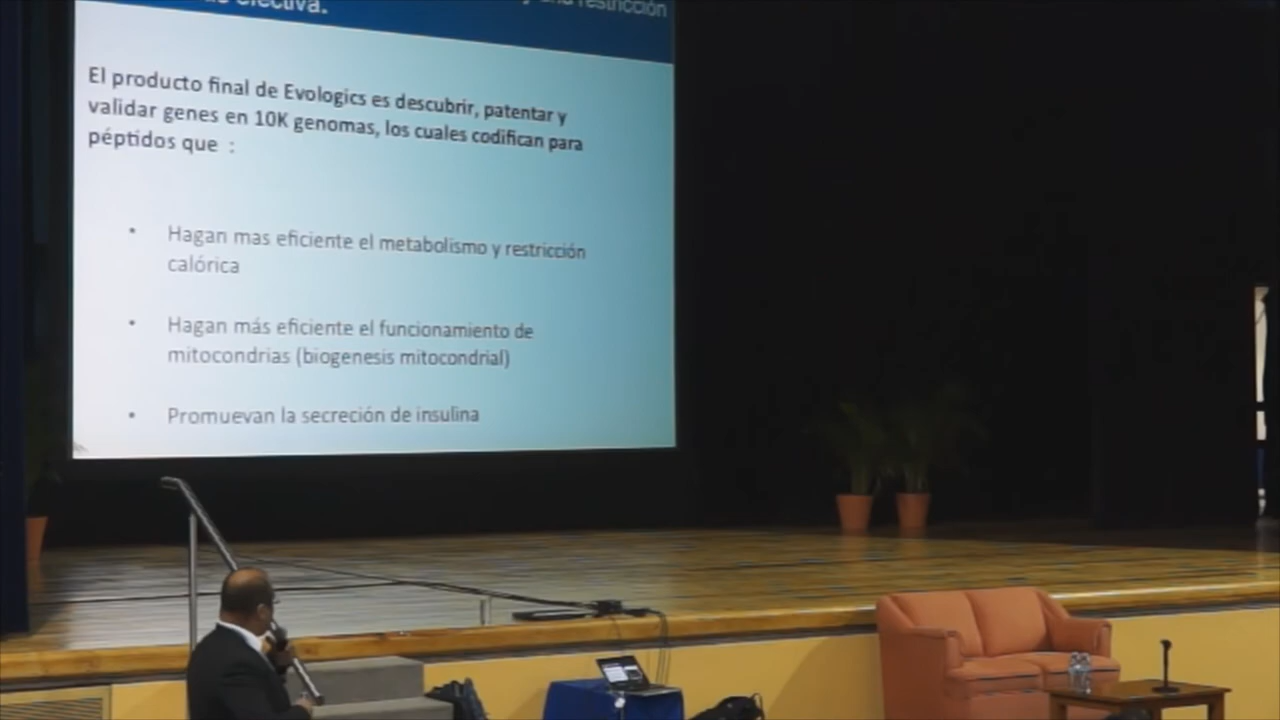 efectiva. restricción
El producto final de Evologics es descubrir, patentar y
validar genes en 10K genomas, los cuales codifican para
péptidos que :
• Hagan mas eficiente el metabolismo y restricción
calórica
• Hagan más eficiente el funcionamiento de
mitocondrias (biogenesis mitocondrial)
• Promuevan la secreción de insulina